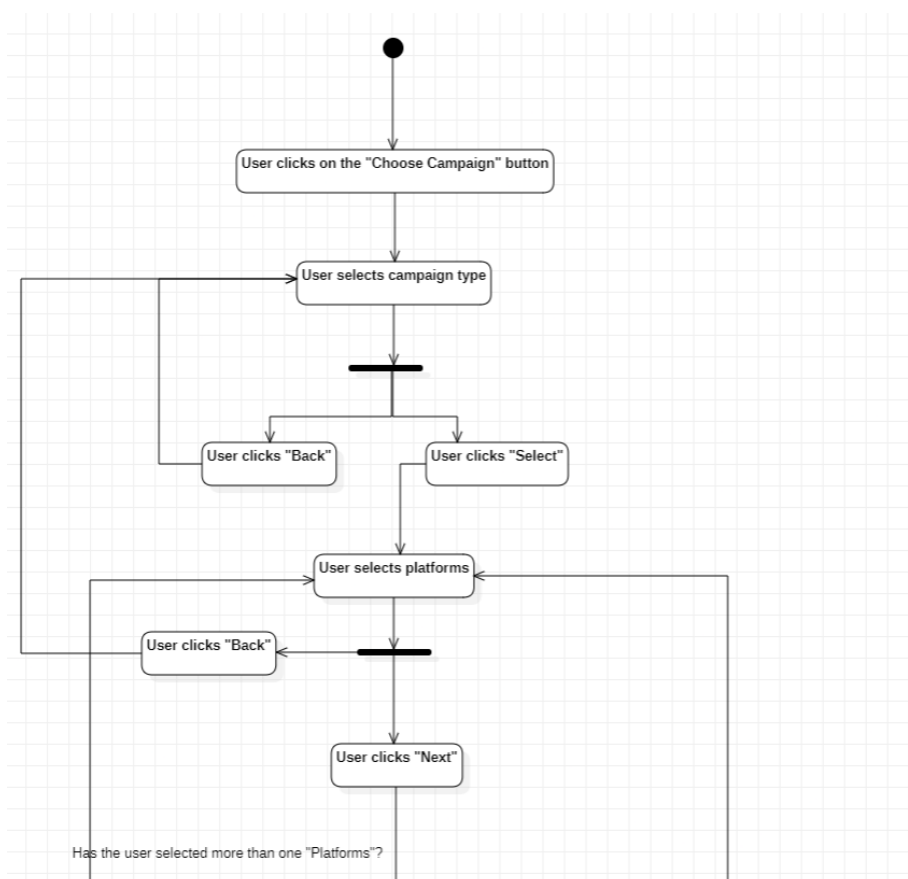 User clicks on the "Choose Campaign" button
User selects campaign type
User clicks "Back"
User clicks "Select"
User selects platforms
User clicks "Back"
User clicks "Next"
Has the user selected more than one "Platforms"?